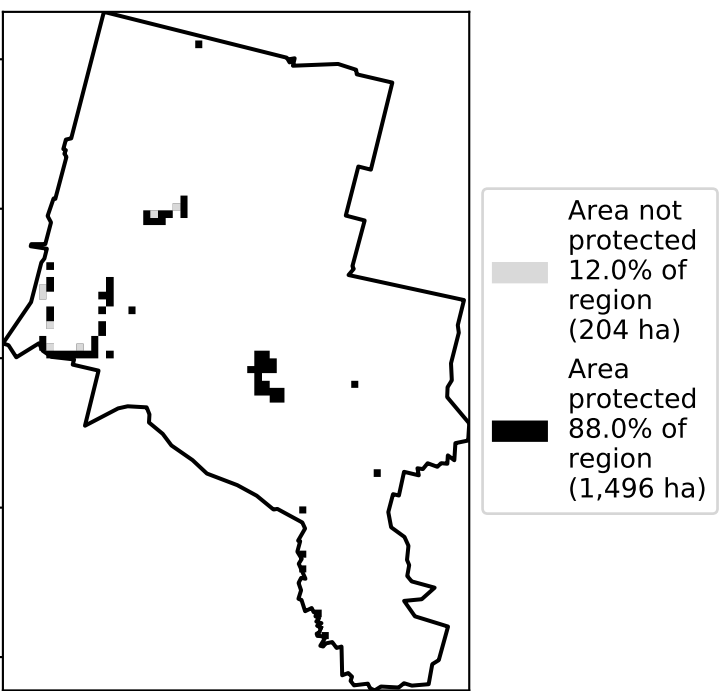 Area not
protected
12.0% of
region
(204 ha)
Area
protected
88.0% of
region
(1,496 ha)